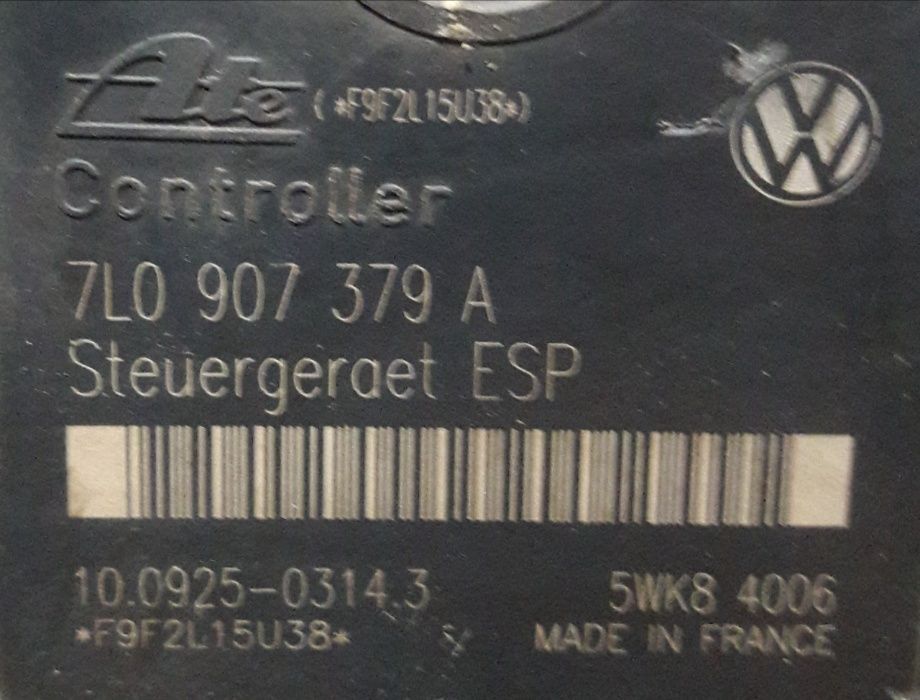 Ate (*F9F2L15U38*)
Controller
7L0 907 379 A
Steuergeraet ESP
10.0925-0314.3 5WK8 4006
*F9F2L15U38* MADE IN FRANCE